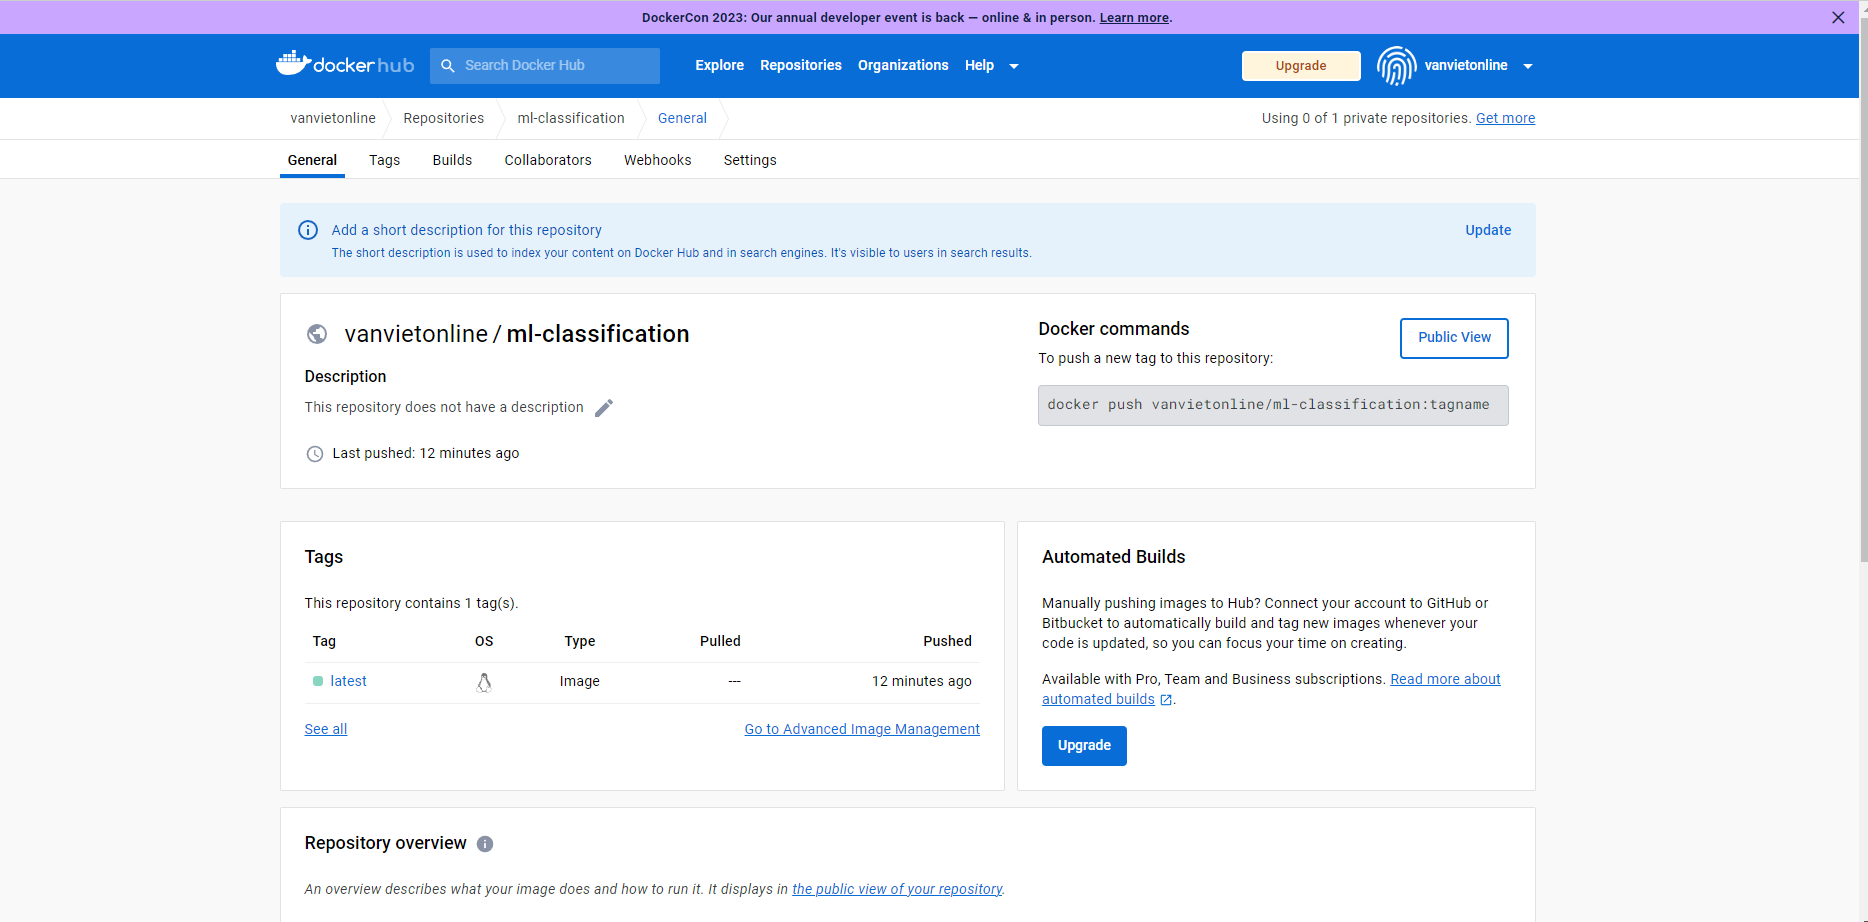 DockerCon 2023: Our annual developer event is back — online & in person. Learn more.
docker hub
Search Docker Hub
Explore Repositories Organizations Help
Upgrade
vanvietonline
vanvietonline Repositories ml-classification General
Using 0 of 1 private repositories. Get more
General Tags Builds Collaborators Webhooks Settings
Add a short description for this repository
Update
The short description is used to index your content on Docker Hub and in search engines. It's visible to users in search results.
vanvietonline / ml-classification
Description
This repository does not have a description
Last pushed: 12 minutes ago
Docker commands
Public View
To push a new tag to this repository:
docker push vanvietonline/ml-classification:tagname
Tags
This repository contains 1 tag(s).
Tag OS Type Pulled Pushed
latest Image --- 12 minutes ago
See all
Go to Advanced Image Management
Automated Builds
Manually pushing images to Hub? Connect your account to GitHub or
Bitbucket to automatically build and tag new images whenever your
code is updated, so you can focus your time on creating.
Available with Pro, Team and Business subscriptions. Read more about
automated builds .
Upgrade
Repository overview
An overview describes what your image does and how to run it. It displays in the public view of your repository.